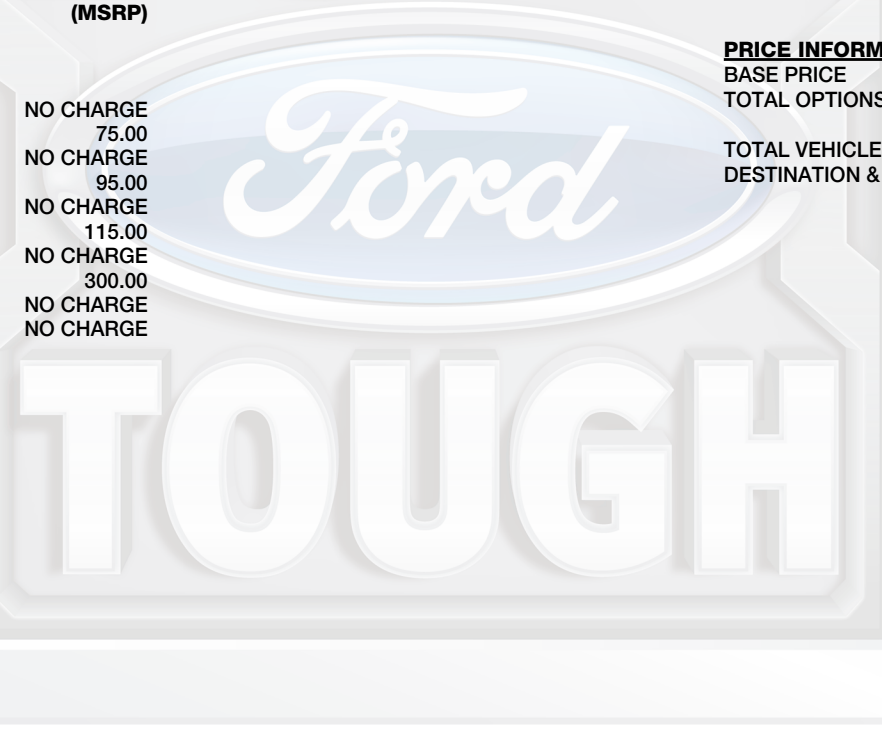 (MSRP)
NO CHARGE
75.00
NO CHARGE
95.00
NO CHARGE
115.00
NO CHARGE
300.00
NO CHARGE
NO CHARGE
PRICE INFORM
BASE PRICE
TOTAL OPTIONS
TOTAL VEHICLE
DESTINATION &
Ford
TOUGH